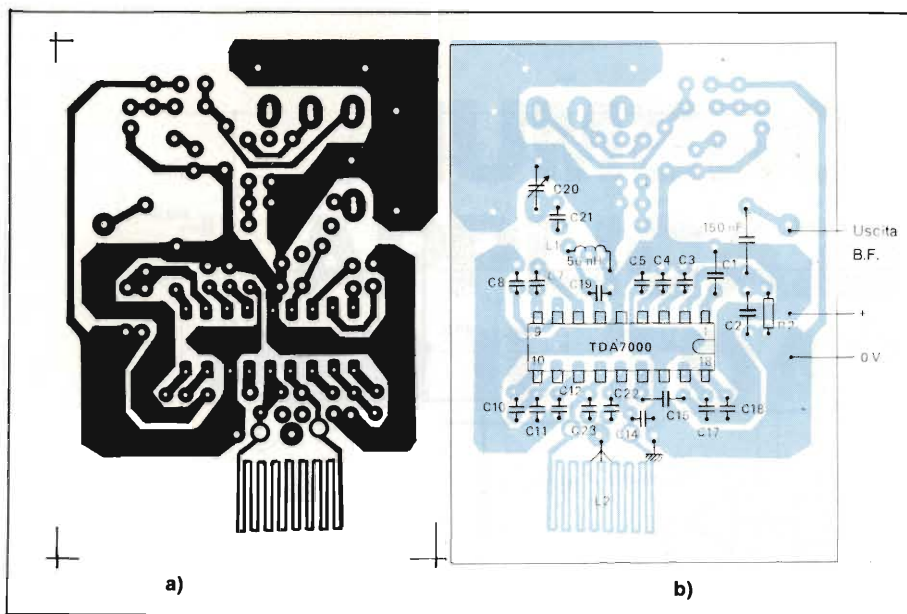 C20
C21
150 nF
Uscita
B.F.
L1
56 nH
C8
C7
C19
C5
C4
C3
C1
C2
R2
+
9
1
TDA7000
10
18
0 V
C10
C11
C12
C23
C22
C14
C15
C17
C18
L2
a)
b)